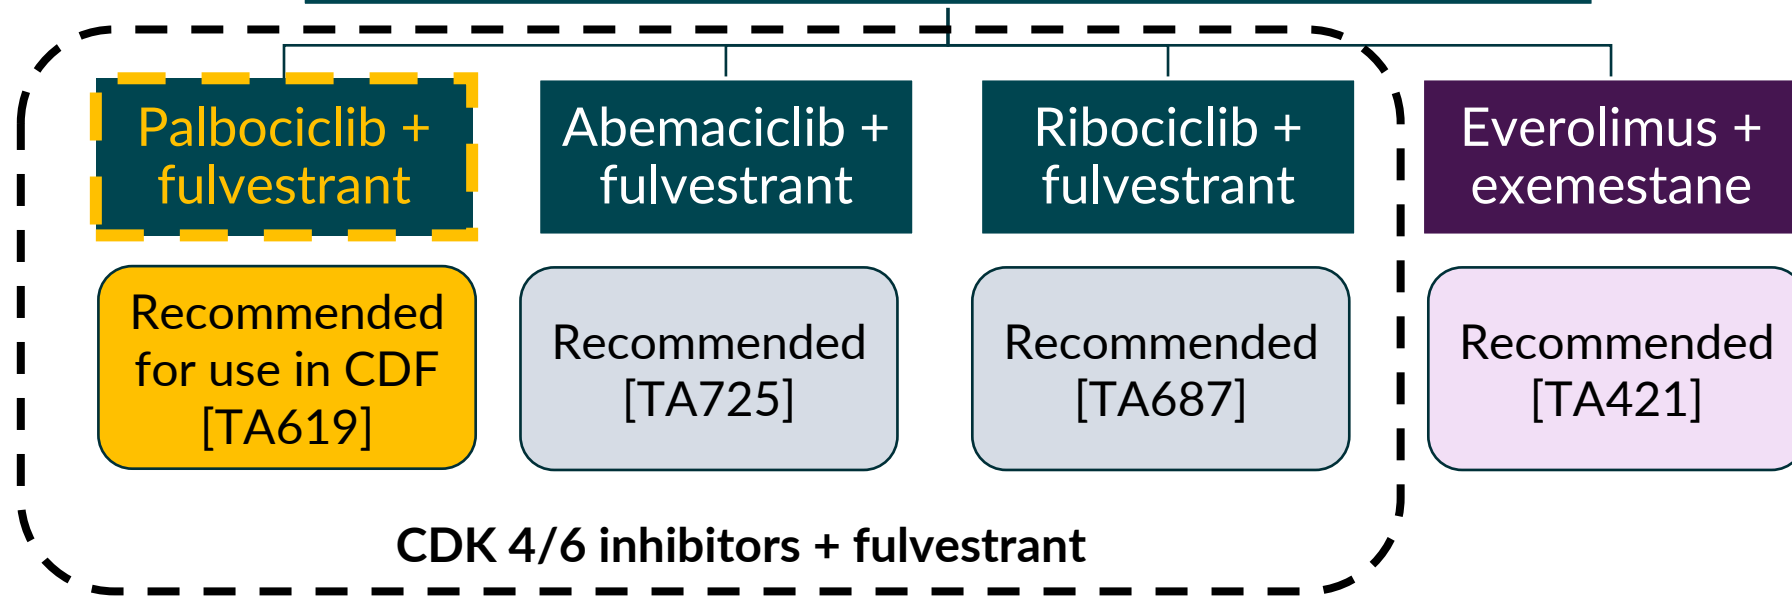 Palbociclib +
fulvestrant
Abemaciclib +
fulvestrant
Ribociclib +
fulvestrant
Everolimus +
exemestane
Recommended
for use in CDF
[TA619]
Recommended
[TA725]
Recommended
[TA687]
Recommended
[TA421]
CDK 4/6 inhibitors + fulvestrant